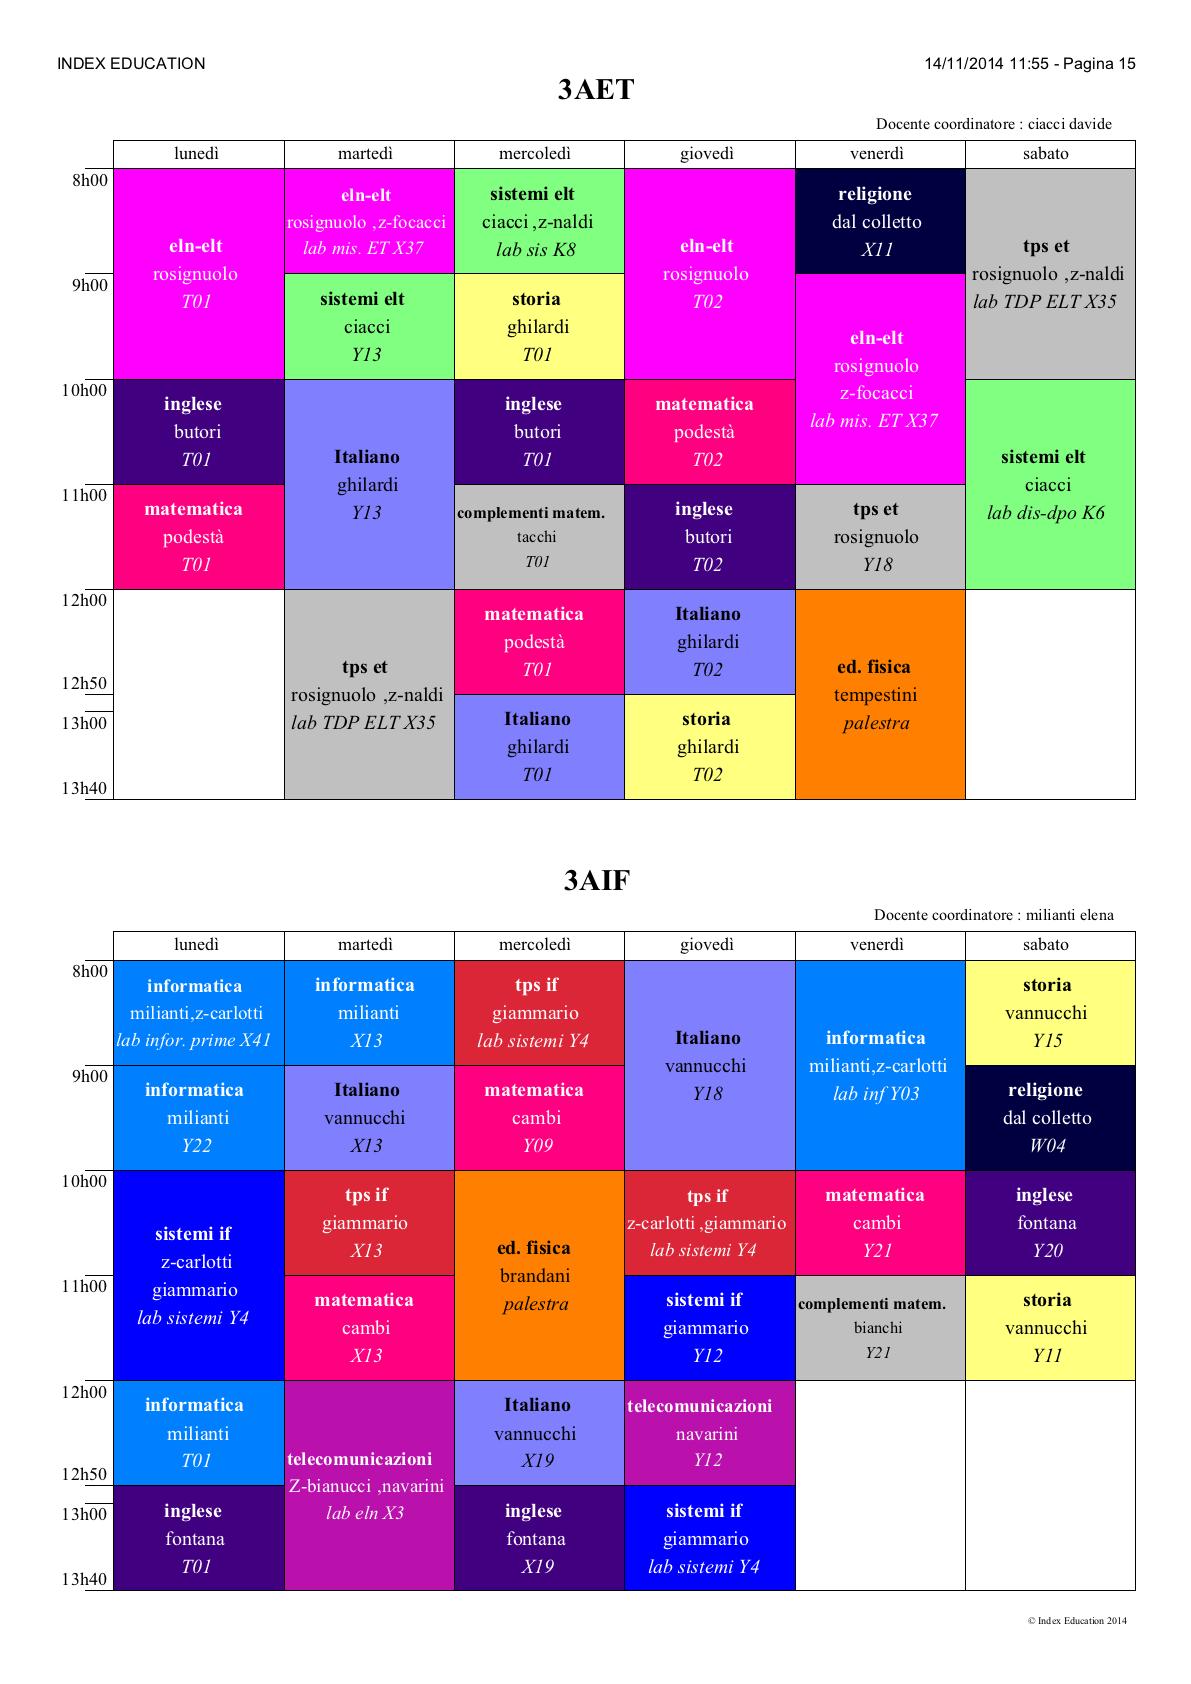 INDEX EDUCATION
14/11/2014 11:55 - Pagina 15
3AET
Docente coordinatore : ciacci davide
lunedì martedì mercoledì giovedì venerdì sabato
8h00
9h00
10h00
11h00
12h00
12h50
13h00
13h40
eln-elt
rosignuolo
T01
inglese
butori
T01
matematica
podestà
T01
eln-elt
rosignuolo ,z-focacci
lab mis. ET X37
sistemi elt
ciacci
Y13
Italiano
ghilardi
Y13
tps et
rosignuolo ,z-naldi
lab TDP ELT X35
sistemi elt
ciacci ,z-naldi
lab sis K8
storia
ghilardi
T01
inglese
butori
T01
complementi matem.
tacchi
T01
matematica
podestà
T01
Italiano
ghilardi
T01
eln-elt
rosignuolo
T02
matematica
podestà
T02
inglese
butori
T02
Italiano
ghilardi
T02
storia
ghilardi
T02
religione
dal colletto
X11
eln-elt
rosignuolo
z-focacci
lab mis. ET X37
tps et
rosignuolo
Y18
ed. fisica
tempestini
palestra
tps et
rosignuolo ,z-naldi
lab TDP ELT X35
sistemi elt
ciacci
lab dis-dpo K6
3AIF
Docente coordinatore : milianti elena
lunedì martedì mercoledì giovedì venerdì sabato
8h00
9h00
10h00
11h00
12h00
12h50
13h00
13h40
informatica
milianti,z-carlotti
lab infor. prime X41
informatica
milianti
Y22
sistemi if
z-carlotti
giammario
lab sistemi Y4
informatica
milianti
T01
inglese
fontana
T01
informatica
milianti
X13
Italiano
vannucchi
X13
tps if
giammario
X13
matematica
cambi
X13
telecomunicazioni
Z-bianucci ,navarini
lab eln X3
tps if
giammario
lab sistemi Y4
matematica
cambi
Y09
ed. fisica
brandani
palestra
Italiano
vannucchi
X19
inglese
fontana
X19
Italiano
vannucchi
Y18
tps if
z-carlotti ,giammario
lab sistemi Y4
sistemi if
giammario
Y12
telecomunicazioni
navarini
Y12
sistemi if
giammario
lab sistemi Y4
informatica
milianti,z-carlotti
lab inf Y03
matematica
cambi
Y21
complementi matem.
bianchi
Y21
storia
vannucchi
Y15
religione
dal colletto
W04
inglese
fontana
Y20
storia
vannucchi
Y11
© Index Education 2014